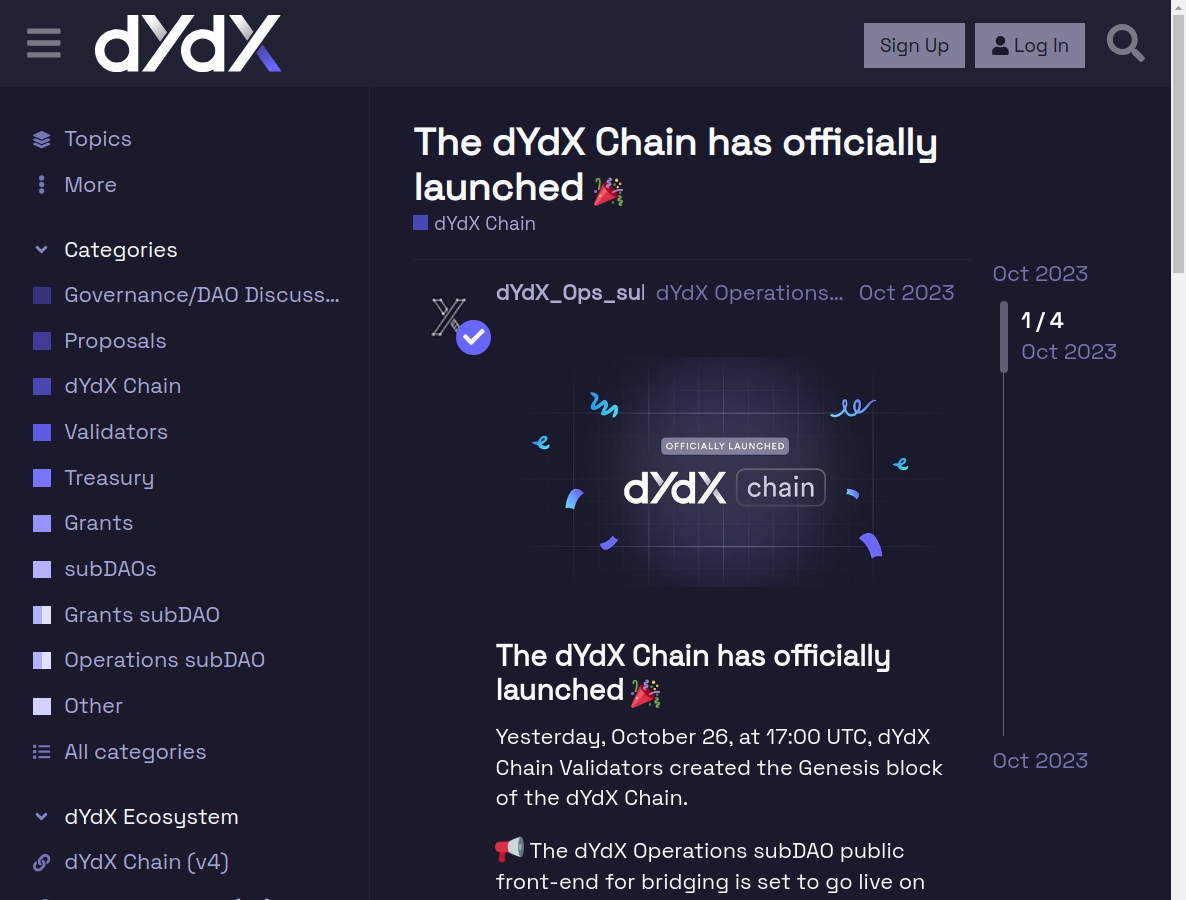 dYdX
Sign Up
Log In
Topics
More
Categories
Governance/DAO Discuss...
Proposals
dYdX Chain
Validators
Treasury
Grants
subDAOs
Grants subDAO
Operations subDAO
Other
All categories
dYdX Ecosystem
dYdX Chain (v4)
The dYdX Chain has officially
launched
dYdX Chain
dYdX_Ops_sul
dYdX Operations...
Oct 2023
OFFICIALLY LAUNCHED
dYdX chain
The dYdX Chain has officially
launched
Yesterday, October 26, at 17:00 UTC, dYdX
Chain Validators created the Genesis block
of the dYdX Chain.
The dYdX Operations subDAO public
front-end for bridging is set to go live on
Oct 2023
1 / 4
Oct 2023
Oct 2023